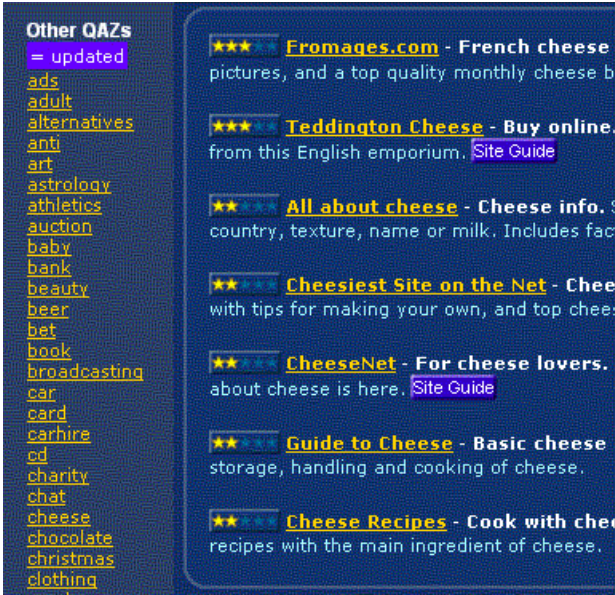 Other QAZs
= updated
ads
adult
alternatives
anti
art
astrology
athletics
auction
baby
bank
beauty
beer
bet
book
broadcasting
car
card
carhire
cd
charity
chat
cheese
chocolate
christmas
clothing
Fromages.com - French cheese
pictures, and a top quality monthly cheese
Teddington Cheese - Buy online.
from this English emporium. Site Guide
All about cheese - Cheese info.
country, texture, name or milk. Includes
Cheesiest Site on the Net -
with tips for making your own, and top
CheeseNet - For cheese lovers.
about cheese is here. Site Guide
Guide to Cheese - Basic cheese
storage, handling and cooking of cheese.
Cheese Recipes - Cook with
recipes with the main ingredient of cheese.